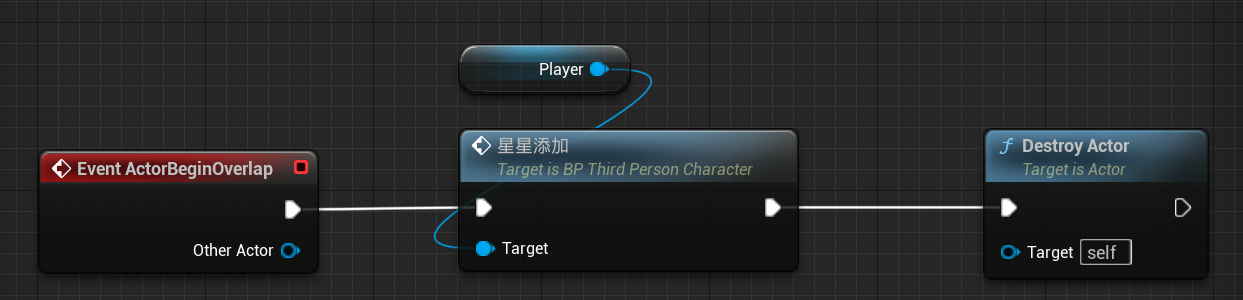 Player
Event ActorBeginOverlap
Other Actor
星星添加
Target is BP Third Person Character
Target
Destroy Actor
Target is Actor
Target self